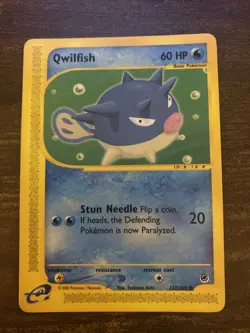 Qwilfish 60 HP
Basic Pokémon
Stun Needle Flip a coin.
If heads, the Defending
Pokémon is now Paralyzed.
20
weakness resistance retreat cost